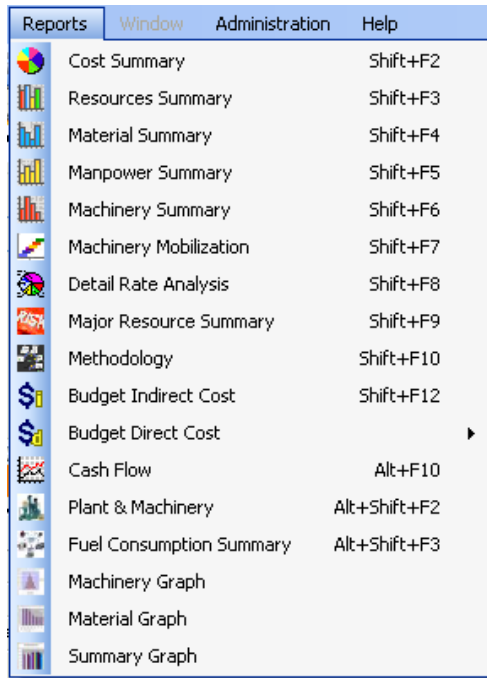 Reports Window Administration Help
Cost Summary Shift+F2
Resources Summary Shift+F3
Material Summary Shift+F4
Manpower Summary Shift+F5
Machinery Summary Shift+F6
Machinery Mobilization Shift+F7
Detail Rate Analysis Shift+F8
RISK Major Resource Summary Shift+F9
Methodology Shift+F10
Budget Indirect Cost Shift+F12
Budget Direct Cost
Cash Flow Alt+F10
Plant & Machinery Alt+Shift+F2
Fuel Consumption Summary Alt+Shift+F3
Machinery Graph
Material Graph
Summary Graph